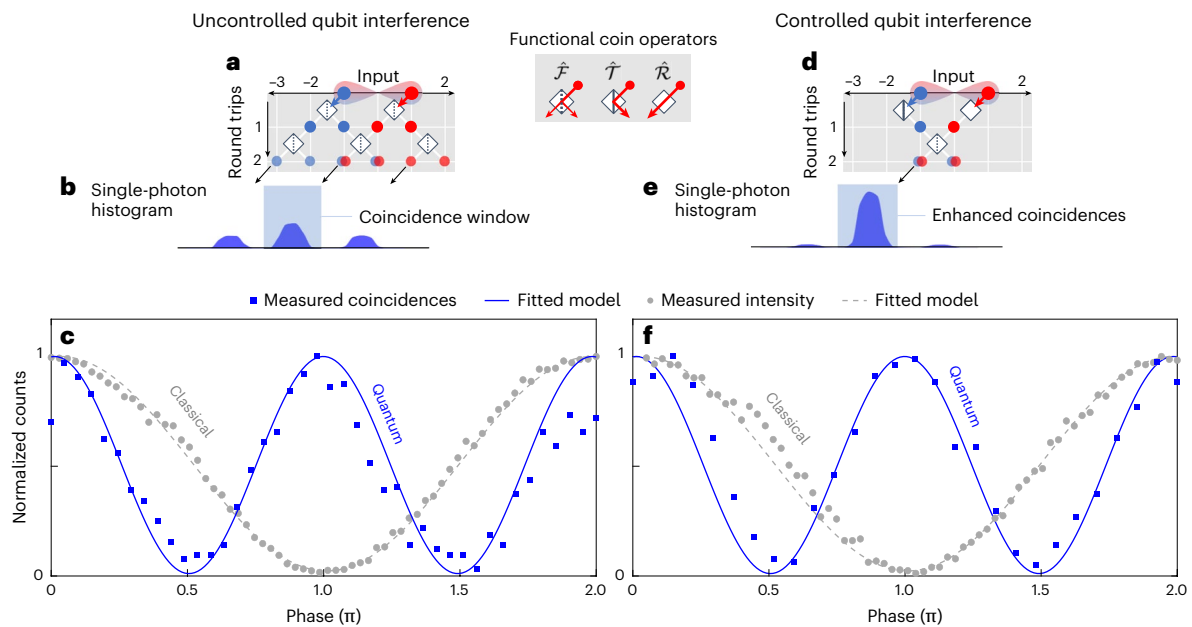 Uncontrolled qubit interference
Controlled qubit interference
Functional coin operators
a
−3 −2 Input 2
Round trips
1
2
F̂ T̂ R̂
d
−3 −2 Input 2
Round trips
1
2
b Single-photon
histogram
Coincidence window
e Single-photon
histogram
Enhanced coincidences
Measured coincidences Fitted model Measured intensity Fitted model
c
Normalized counts
1
0
Classical
Quantum
0 0.5 1.0 1.5 2.0
Phase (π)
f
1
0
Classical
Quantum
0.0 0.5 1.0 1.5 2.0
Phase (π)